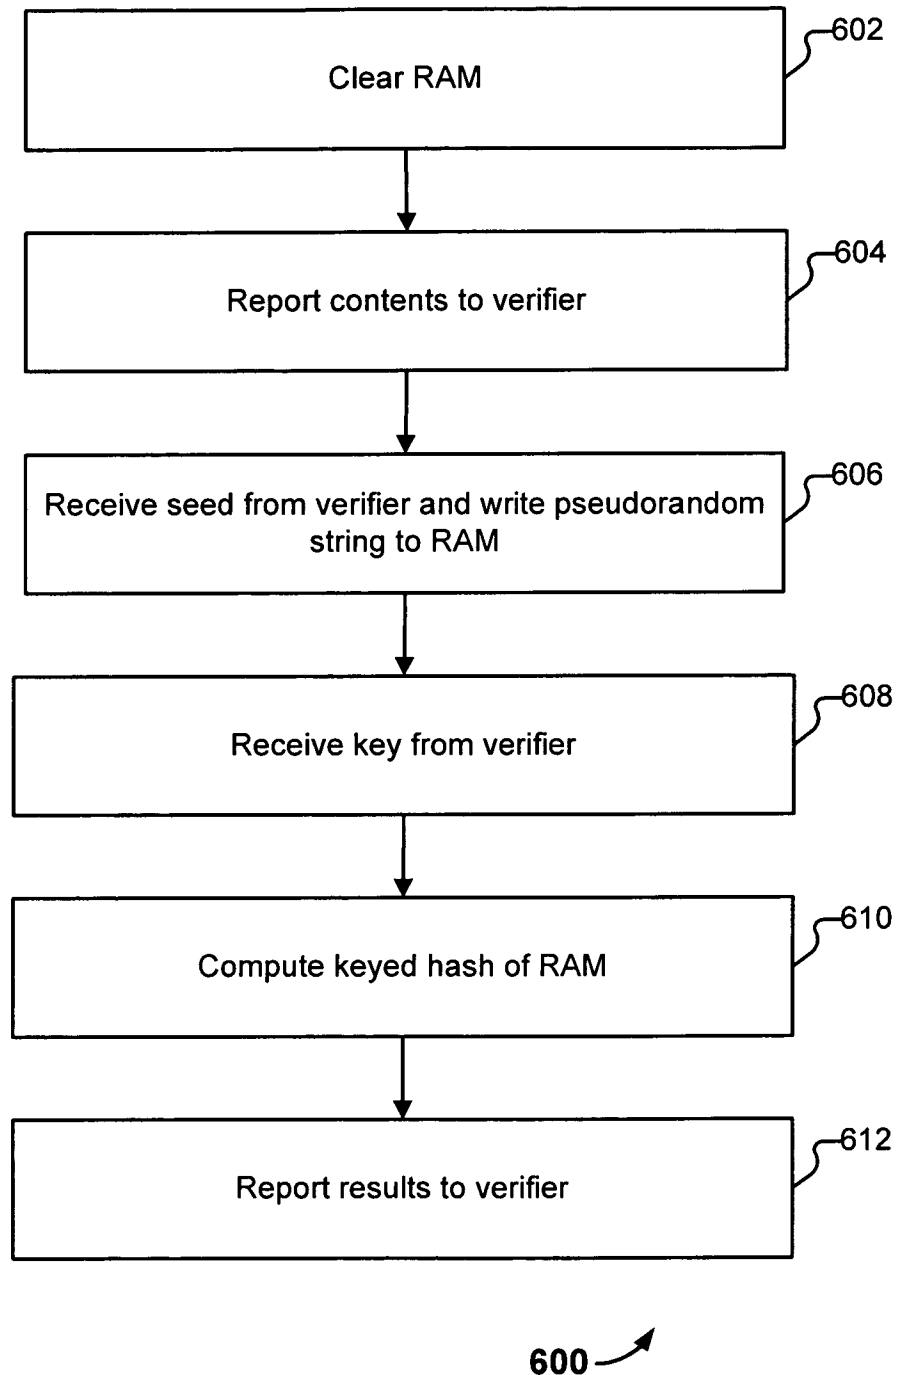 602
Clear RAM
604
Report contents to verifier
606
Receive seed from verifier and write pseudorandom
string to RAM
608
Receive key from verifier
610
Compute keyed hash of RAM
612
Report results to verifier
600